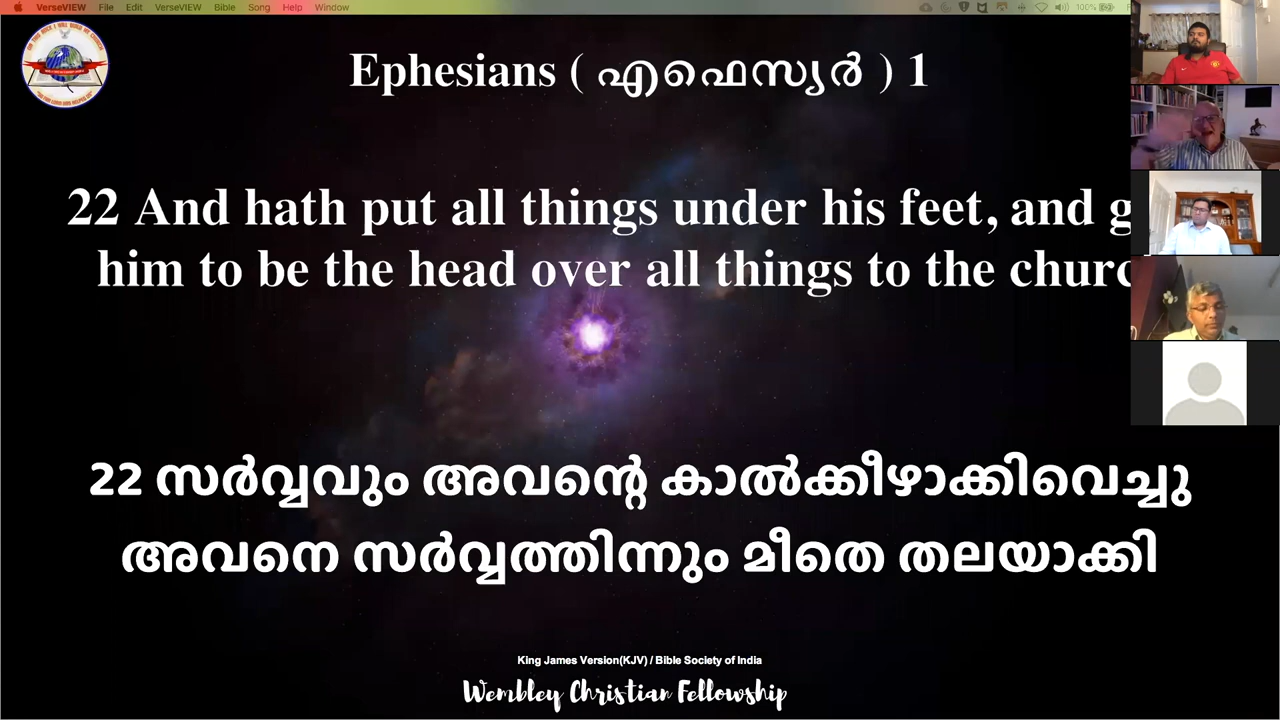 VerseVIEW File Edit VerseVIEW Bible Song Help Window 100%
Ephesians ( എഫെസ്യർ ) 1
22 And hath put all things under his feet, and
him to be the head over all things to the
22 സർവ്വവും അവന്റെ കാൽക്കീഴാക്കിവെച്ചു
അവനെ സർവ്വത്തിന്നും മീതെ തലയാക്കി
King James Version(KJV) / Bible Society of India
Wembley Christian Fellowship